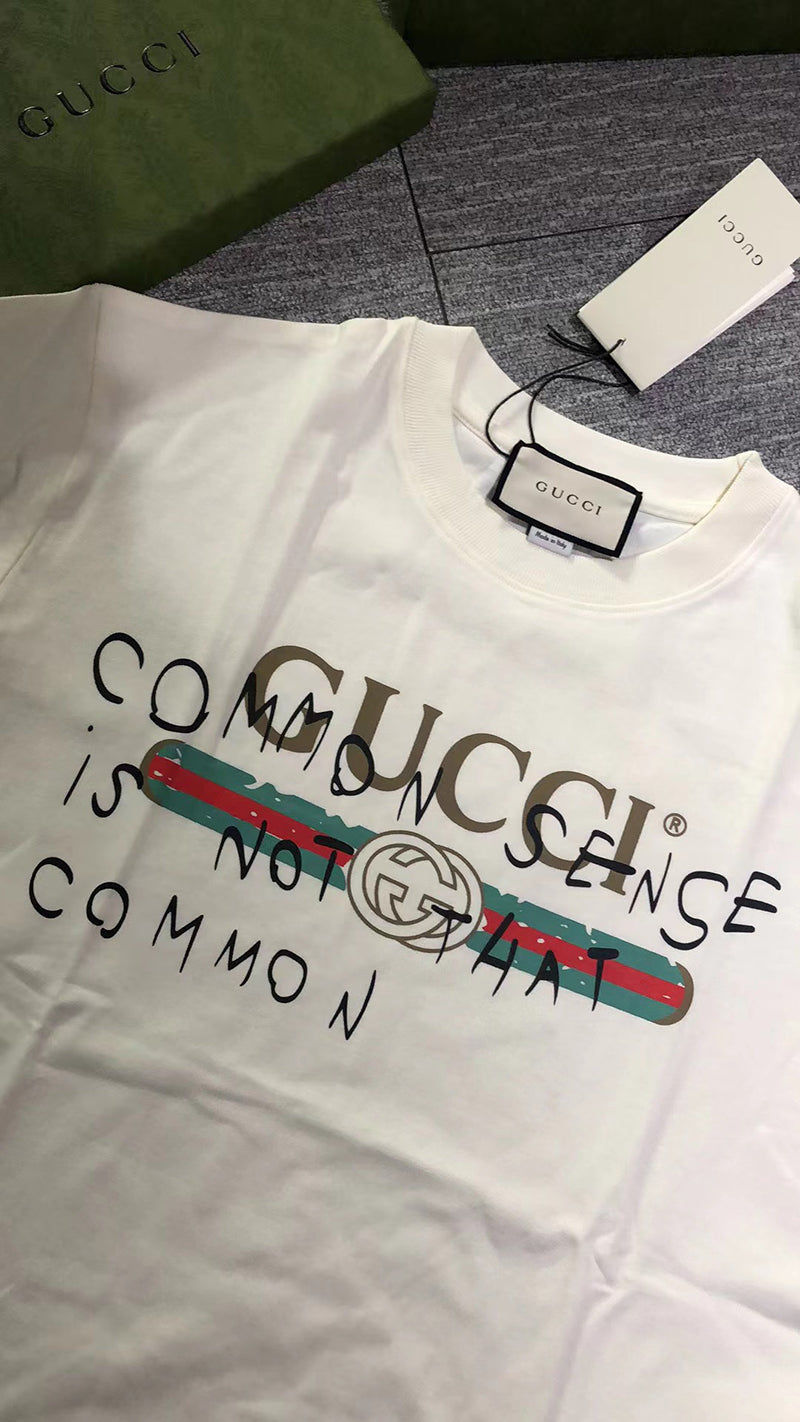 GUCCI
GUCCI
GUCCI
Made in Italy
GUCCI®
COMMON SENSE
is NOT THAT
COMMON